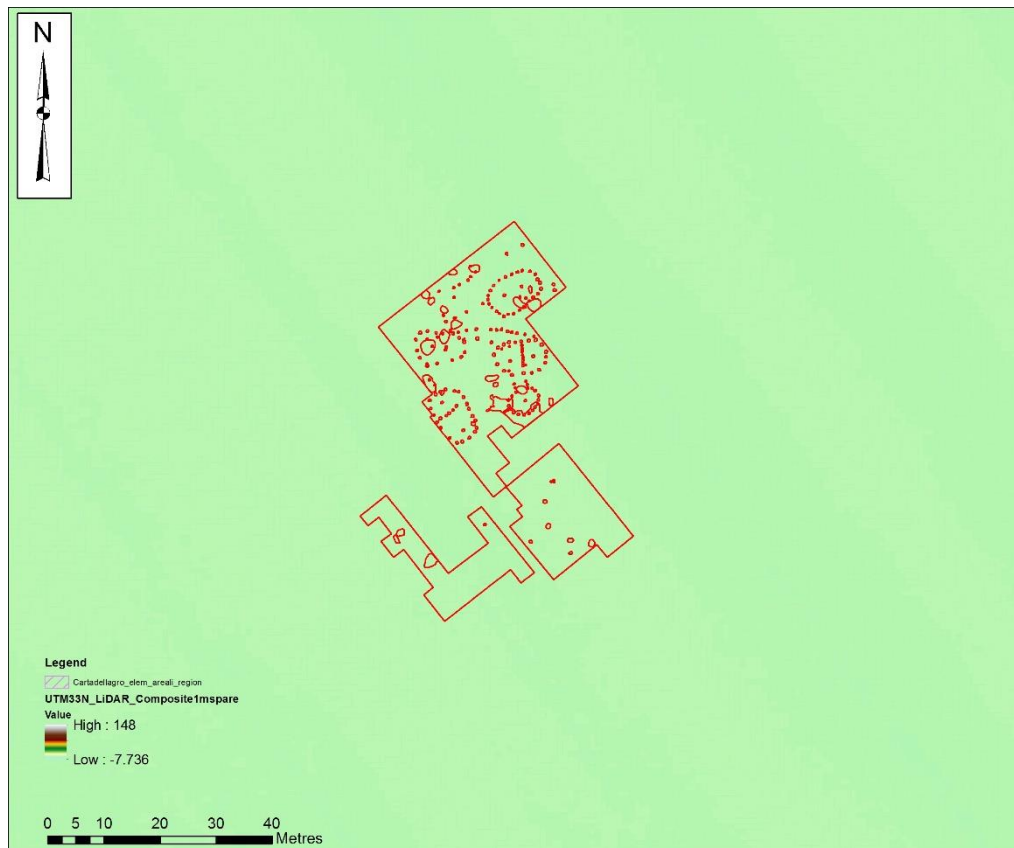 N
Legend
Cartadellagro_elem_areali_region
UTM33N_LiDAR_Composite1mspare
Value
High : 148
Low : -7.736
0 5 10 20 30 40
Metres